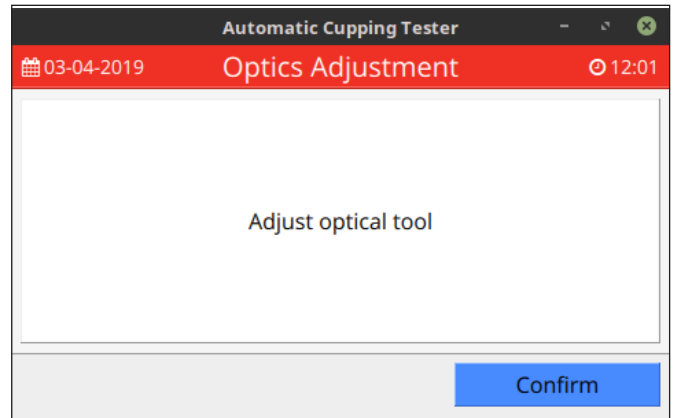 Automatic Cupping Tester
03-04-2019 Optics Adjustment 12:01
Adjust optical tool
Confirm